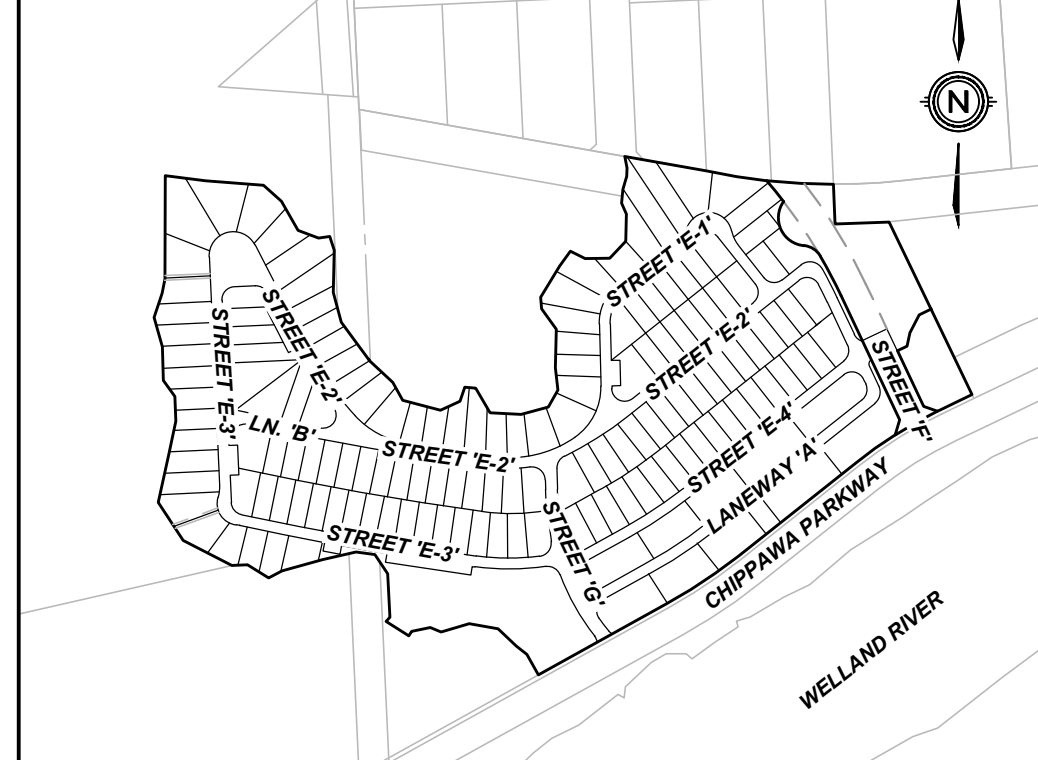 N
STREET 'E-1'
STREET 'E-2'
STREET 'E-3'
STREET 'E-2'
STREET 'F'
LN. 'B'
STREET 'E-2'
STREET 'E-4'
LANEWAY 'A'
STREET 'E-3'
STREET 'G'
CHIPPAWA PARKWAY
WELLAND RIVER